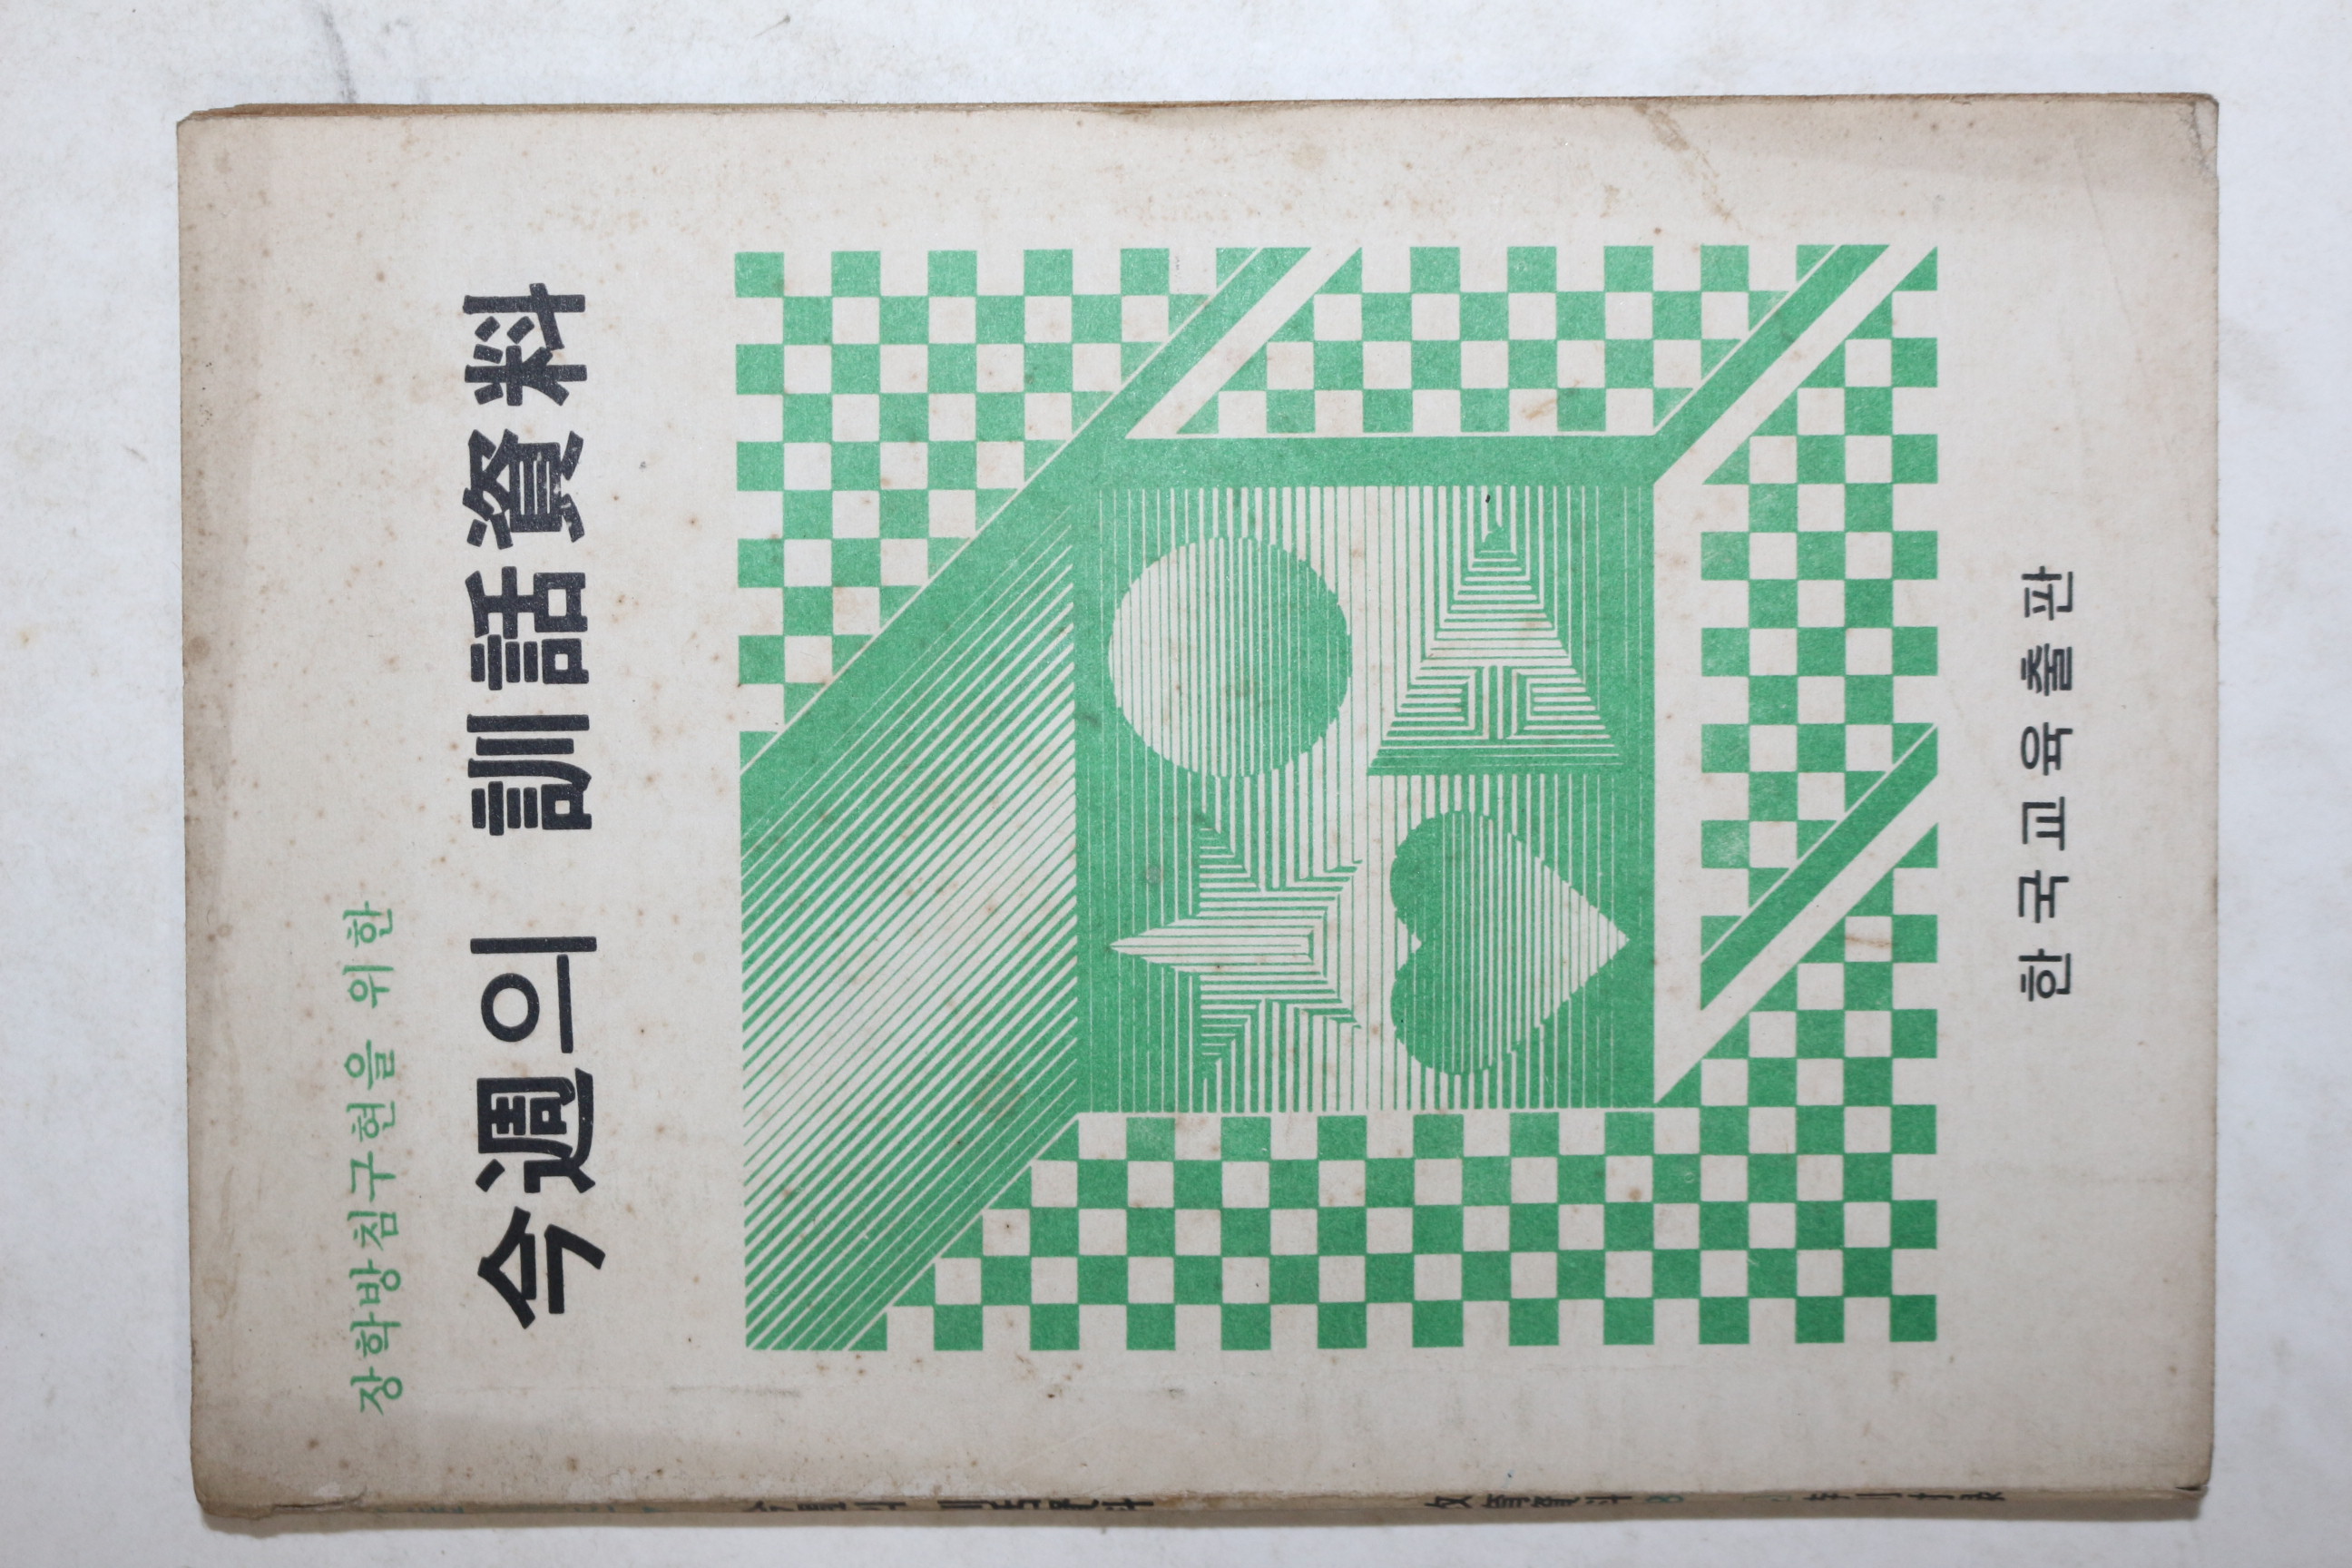 장학방침구현을 위한
今週의 訓話資料
한국교육출판